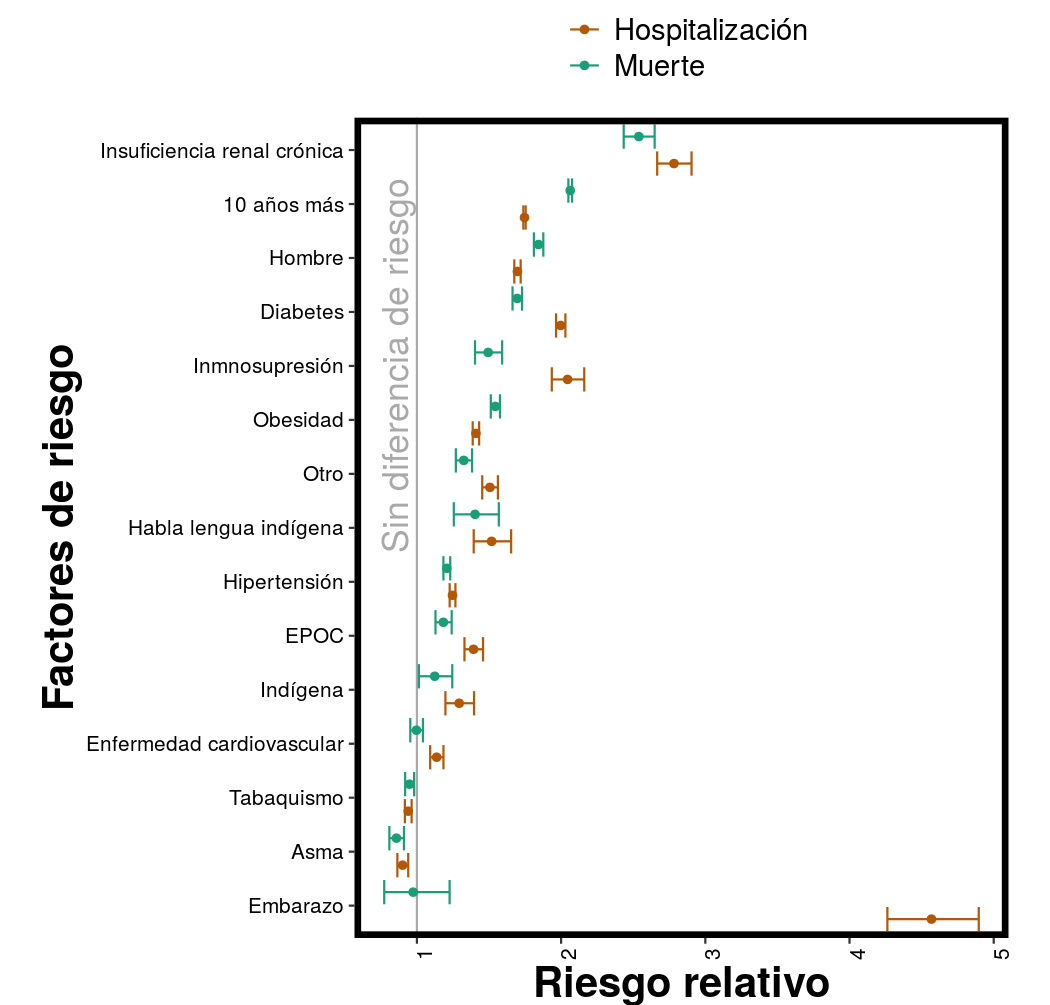 Hospitalización
Muerte
Factores de riesgo
Insuficiencia renal crónica
10 años más
Hombre
Diabetes
Inmnosupresión
Obesidad
Otro
Habla lengua indígena
Hipertensión
EPOC
Indígena
Enfermedad cardiovascular
Tabaquismo
Asma
Embarazo
Sin diferencia de riesgo
1
2
3
4
5
Riesgo relativo